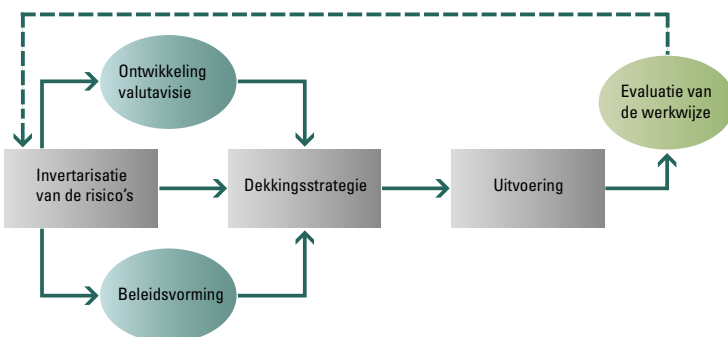 Ontwikkeling
valutavisie
Evaluatie van
de werkwijze
Invertarisatie
van de risico's
Dekkingsstrategie
Uitvoering
Beleidsvorming